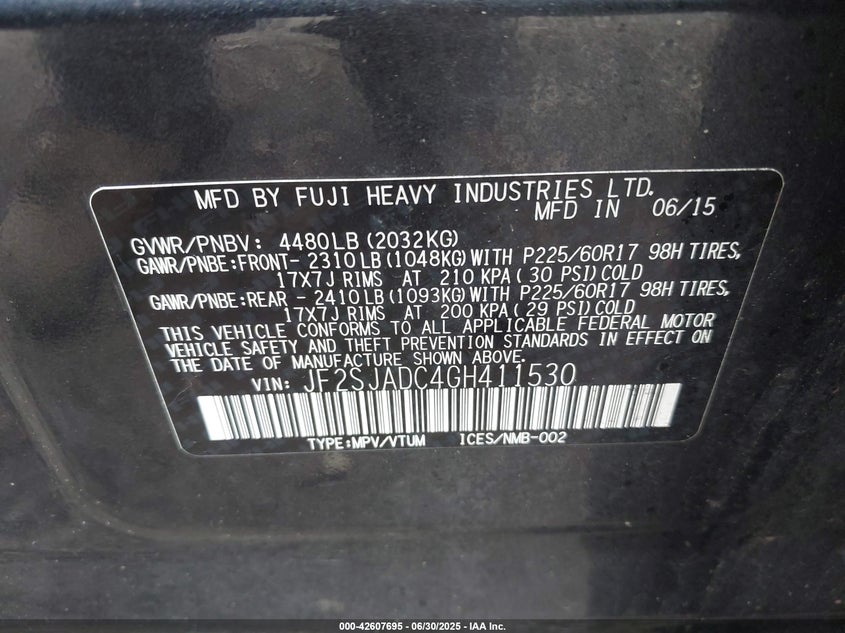 MFD BY FUJI HEAVY INDUSTRIES LTD.
MFD IN 06/15
GVWR/PNBV: 4480LB(2032KG)
GAWR/PNBE:FRONT- 2310LB(1048KG)WITH P225/60R17 98H TIRES,
17X7J RIMS AT 210 KPA( 30 PSI)COLD
GAWR/PNBE:REAR - 2410LB(1093KG)WITH P225/60R17 98H TIRES,
17X7J RIMS AT 200 KPA( 29 PSI)COLD
THIS VEHICLE CONFORMS TO ALL APPLICABLE FEDERAL MOTOR
VEHICLE SAFETY AND THEFT PREVENTION STANDARDS IN EFFECT ON
THE DATE OF MANUFACTURE SHOWN ABOVE.
VIN: JF2SJADC4GH411530
TYPE:MPV/VTUM ICES/NMB-002
000-42607695 - 06/30/2025 - IAA Inc.